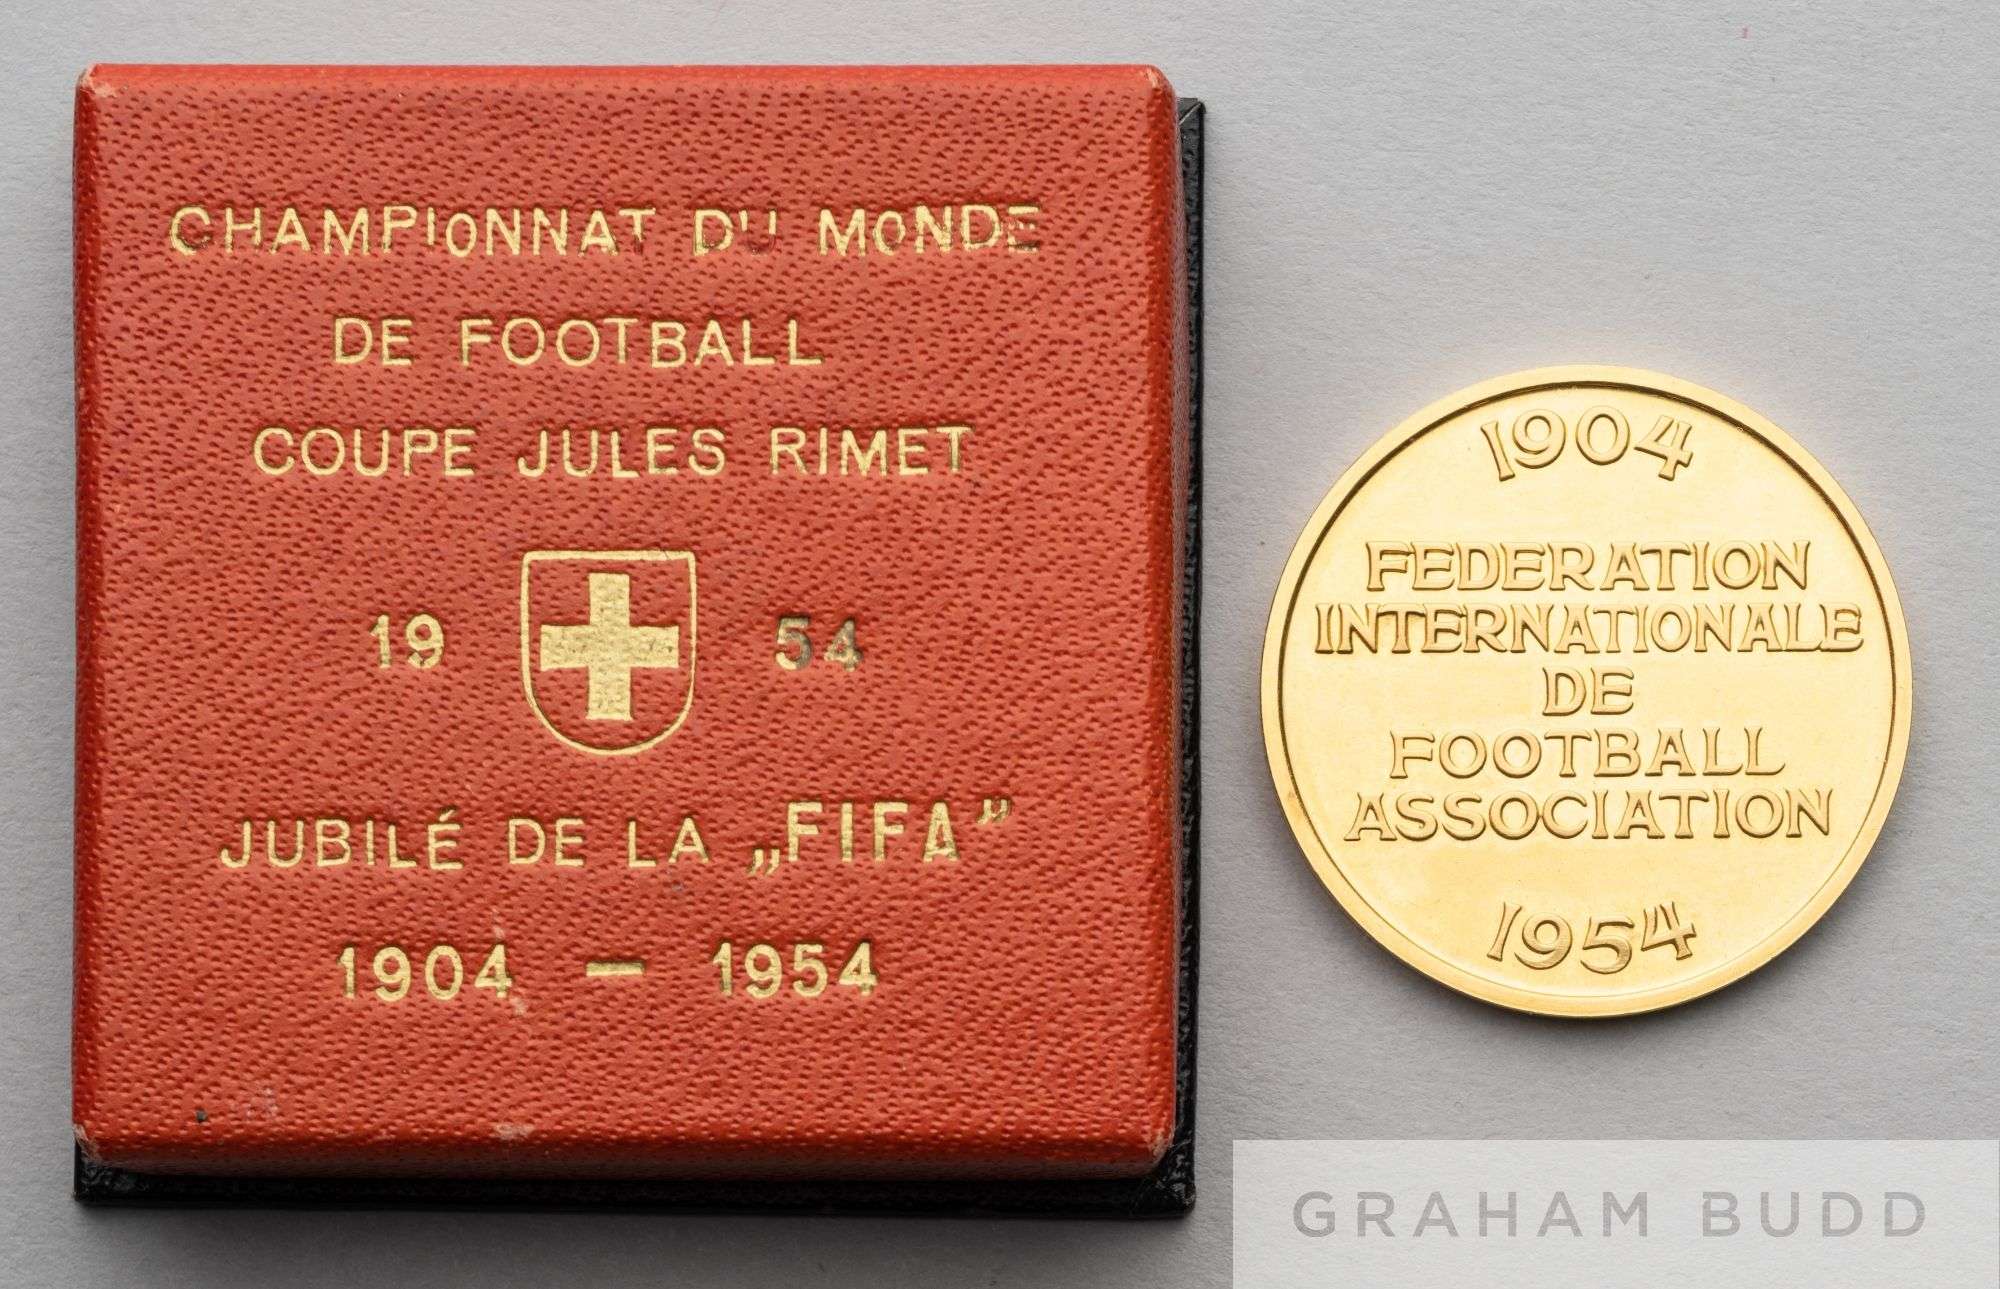 CHAMPIONNAT DU MONDE
DE FOOTBALL
COUPE JULES RIMET
19 54
JUBILÉ DE LA „FIFA”
1904 – 1954
1904
FEDERATION
INTERNATIONALE
DE
FOOTBALL
ASSOCIATION
1954
GRAHAM BUDD